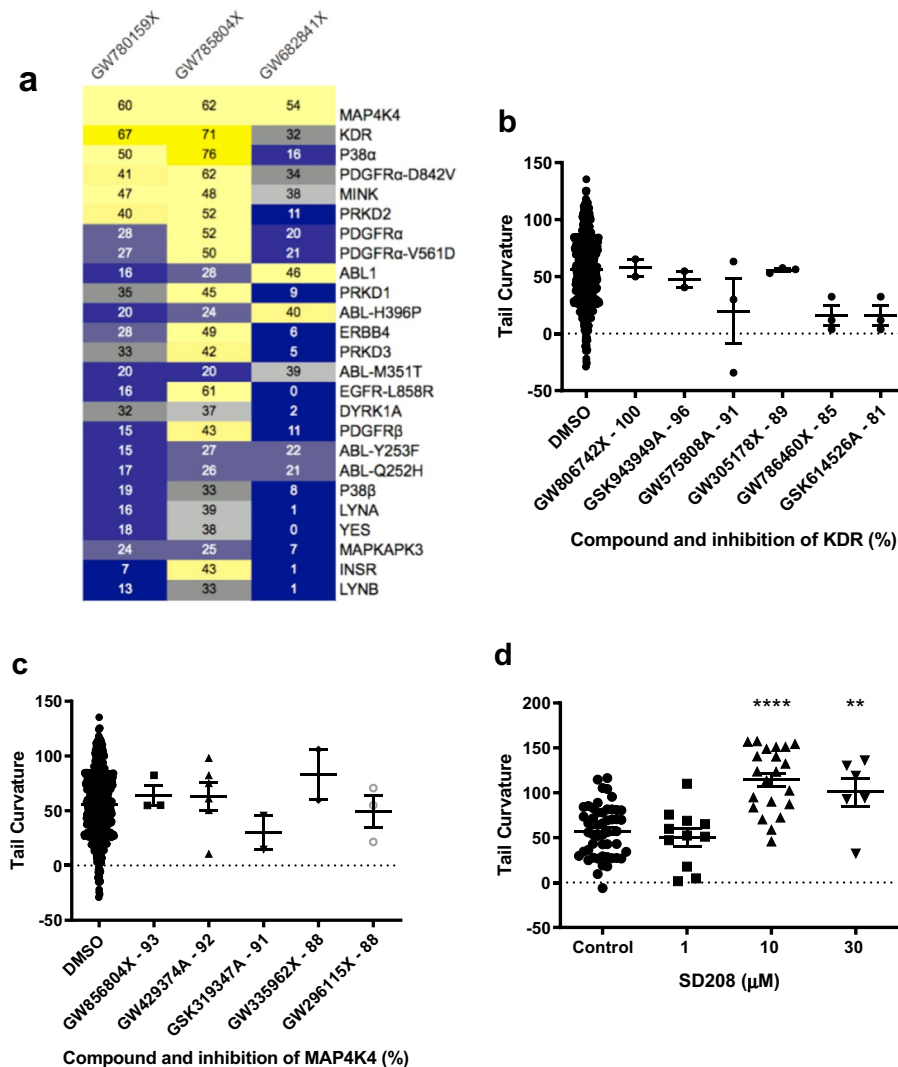 a
GW780159X GW785804X GW682841X
60 62 54 MAP4K4
67 71 32 KDR
50 76 16 P38α
41 62 34 PDGFRα-D842V
47 48 38 MINK
40 52 11 PRKD2
28 52 20 PDGFRα
27 50 21 PDGFRα-V561D
16 28 46 ABL1
35 45 9 PRKD1
20 24 40 ABL-H396P
28 49 6 ERBB4
33 42 5 PRKD3
20 20 39 ABL-M351T
16 61 0 EGFR-L858R
32 37 2 DYRK1A
15 43 11 PDGFRβ
15 27 22 ABL-Y253F
17 26 21 ABL-Q252H
19 33 8 P38β
16 39 1 LYNA
18 38 0 YES
24 25 7 MAPKAPK3
7 43 1 INSR
13 33 1 LYNB
b
Tail Curvature
150
100
50
0
-50
DMSO
GW806742X - 100
GSK943949A - 96
GW575808A - 91
GW305178X - 89
GW786460X - 85
GSK614526A - 81
Compound and inhibition of KDR (%)
c
Tail Curvature
150
100
50
0
-50
DMSO
GW856804X - 93
GW429374A - 92
GSK319347A - 91
GW335962X - 88
GW296115X - 88
Compound and inhibition of MAP4K4 (%)
d
Tail Curvature
200
150
100
50
0
-50
**** **
Control 1 10 30
SD208 (μM)